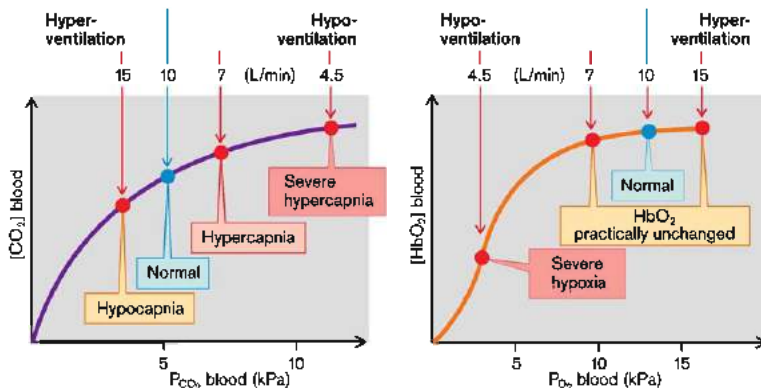 Hyper-
ventilation
Hypo-
ventilation
15 10 7 (L/min) 4.5
[CO2] blood
Severe
hypercapnia
Hypercapnia
Normal
Hypocapnia
5 10
PCO2, blood (kPa)
Hypo-
ventilation
Hyper-
ventilation
4.5 (L/min) 7 10 15
[HbO2] blood
Normal
HbO2
practically unchanged
Severe
hypoxia
5 10 15
PO2, blood (kPa)